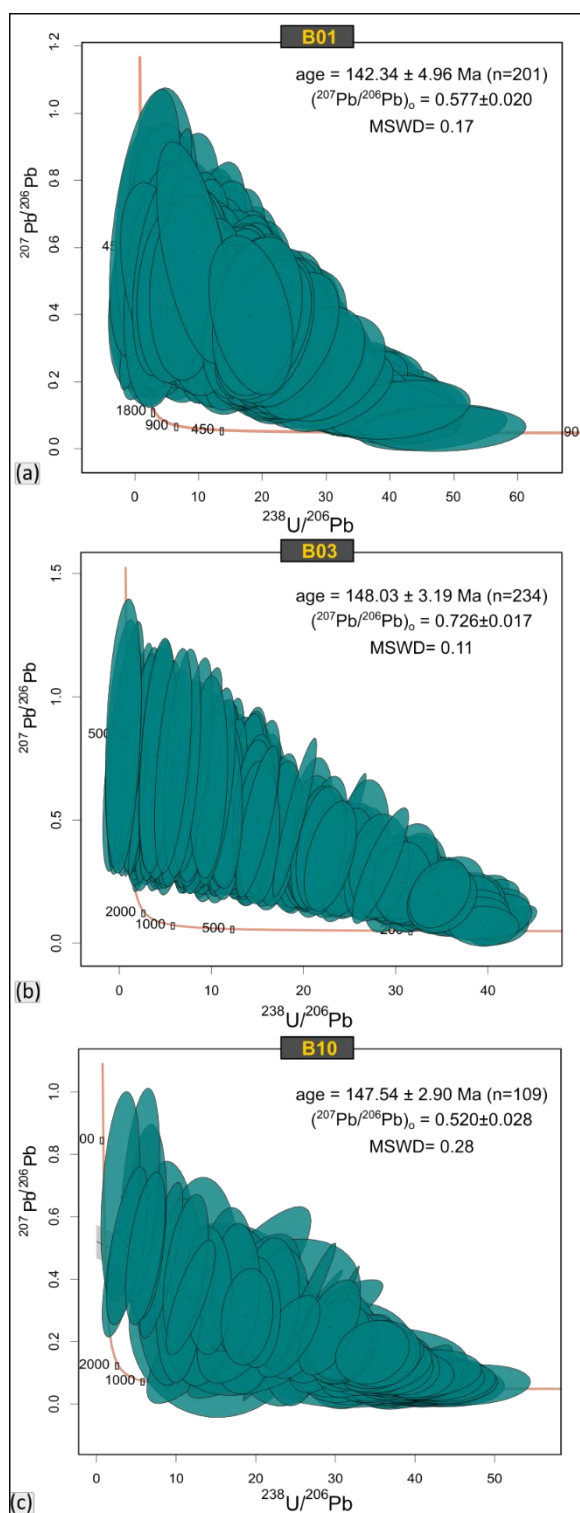 B01
age = 142.34 ± 4.96 Ma (n=201)
(²⁰⁷Pb/²⁰⁶Pb)ₒ = 0.577±0.020
MSWD= 0.17
²⁰⁷Pb/²⁰⁶Pb
0.0 0.2 0.4 0.6 0.8 1.0 1.2
45
1800 900 450 90
0 10 20 30 40 50 60
²³⁸U/²⁰⁶Pb
(a)
B03
age = 148.03 ± 3.19 Ma (n=234)
(²⁰⁷Pb/²⁰⁶Pb)ₒ = 0.726±0.017
MSWD= 0.11
²⁰⁷Pb/²⁰⁶Pb
0.0 0.5 1.0 1.5
500
2000 1000 500 200
0 10 20 30 40
²³⁸U/²⁰⁶Pb
(b)
B10
age = 147.54 ± 2.90 Ma (n=109)
(²⁰⁷Pb/²⁰⁶Pb)ₒ = 0.520±0.028
MSWD= 0.28
²⁰⁷Pb/²⁰⁶Pb
0.0 0.2 0.4 0.6 0.8 1.0
00
2000 1000
0 10 20 30 40 50
²³⁸U/²⁰⁶Pb
(c)